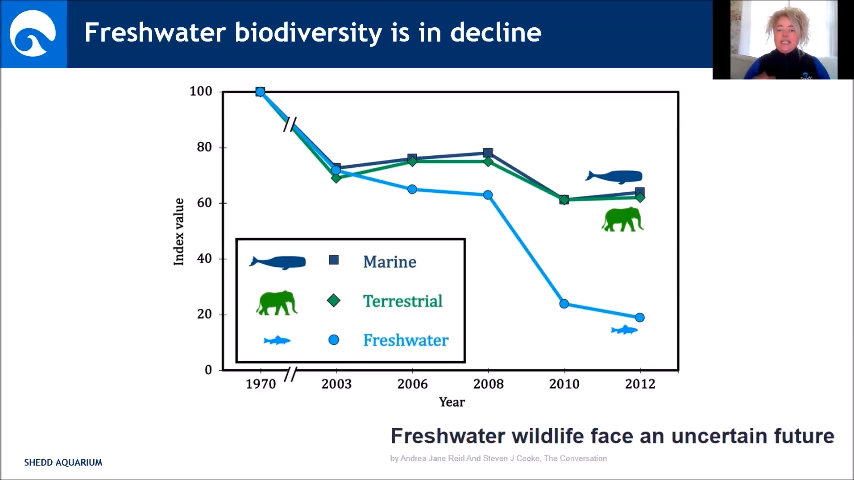 Freshwater biodiversity is in decline
100
80
60
40
20
0
Index value
Marine
Terrestrial
Freshwater
1970 2003 2006 2008 2010 2012
Year
Freshwater wildlife face an uncertain future
by Andrea Jane Reid And Steven J Cooke, The Conversation
SHEDD AQUARIUM